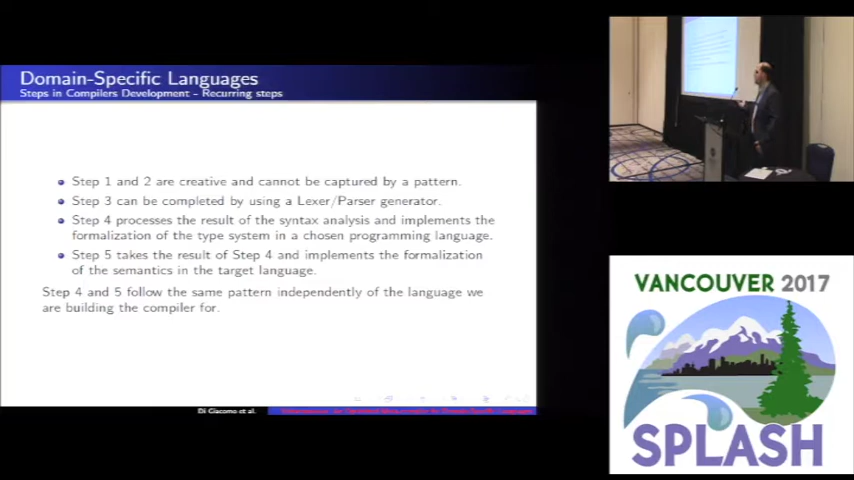 Domain-Specific Languages
Steps in Compilers Development - Recurring steps
Step 1 and 2 are creative and cannot be captured by a pattern.
Step 3 can be completed by using a Lexer/Parser generator.
Step 4 processes the result of the syntax analysis and implements the
formalization of the type system in a chosen programming language.
Step 5 takes the result of Step 4 and implements the formalization
of the semantics in the target language.
Step 4 and 5 follow the same pattern independently of the language we
are building the compiler for.
Di Giacomo et al.
for Domain-Specific Languages
VANCOUVER 2017
SPLASH